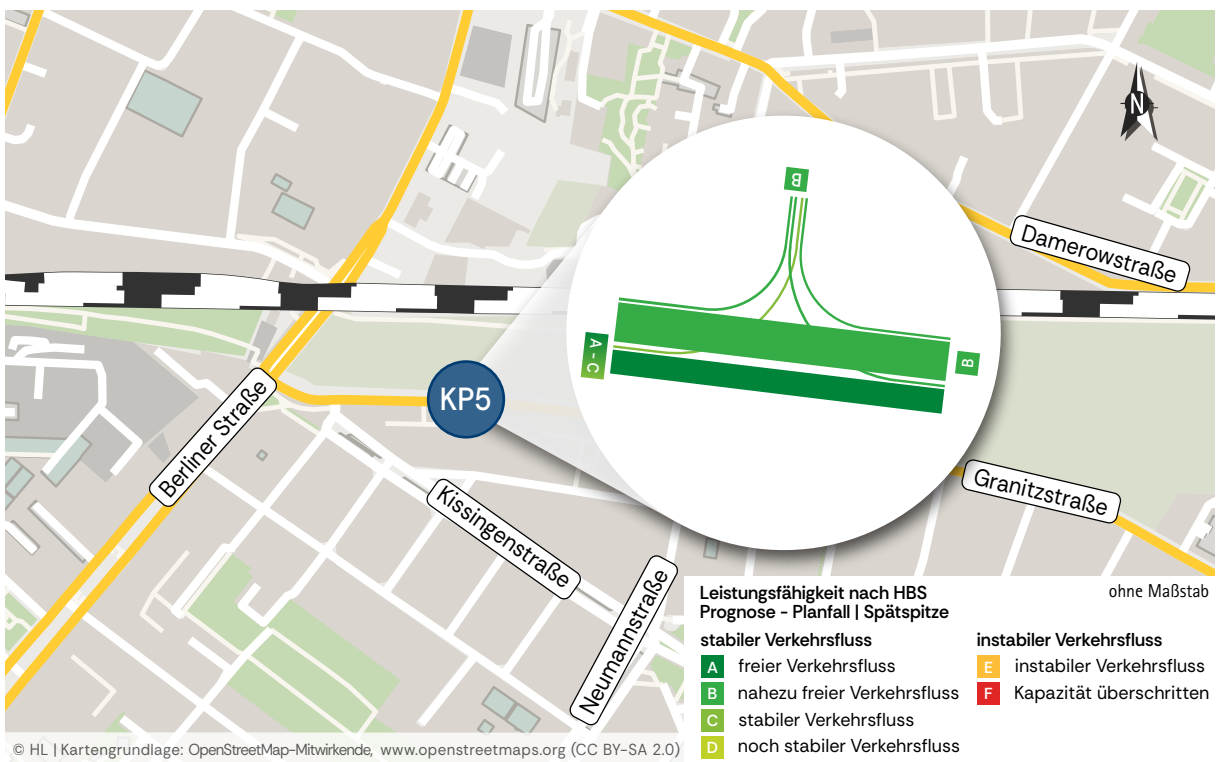 N
B
Damerowstraße
A - C
B
KP5
Berliner Straße
Granitzstraße
Kissingenstraße
Neumannstraße
Leistungsfähigkeit nach HBS
Prognose - Planfall | Spätspitze
ohne Maßstab
stabiler Verkehrsfluss
A freier Verkehrsfluss
B nahezu freier Verkehrsfluss
C stabiler Verkehrsfluss
D noch stabiler Verkehrsfluss
instabiler Verkehrsfluss
E instabiler Verkehrsfluss
F Kapazität überschritten
© HL | Kartengrundlage: OpenStreetMap-Mitwirkende, www.openstreetmaps.org (CC BY-SA 2.0)